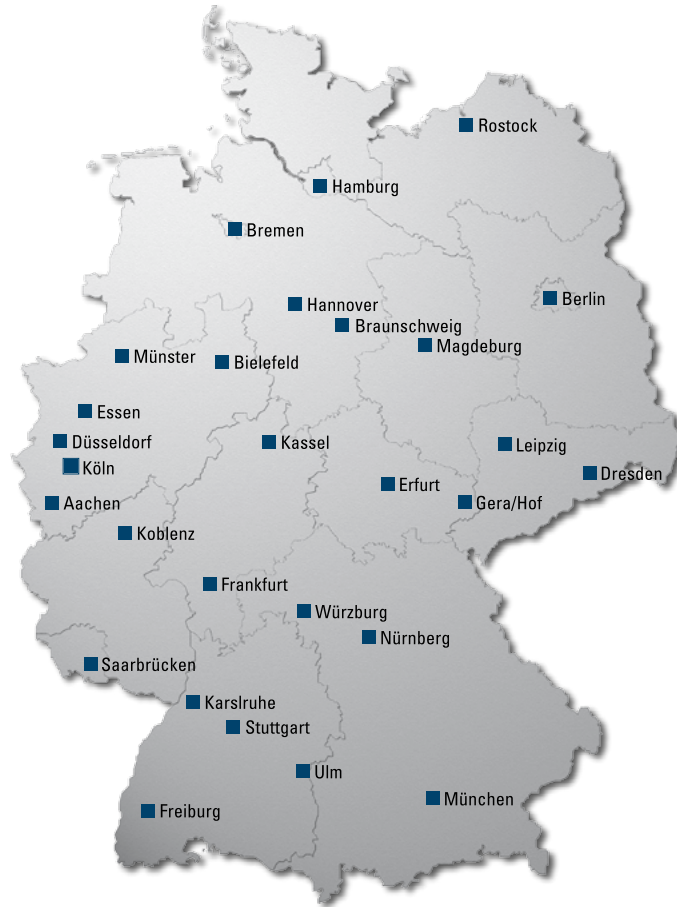 Rostock
Hamburg
Bremen
Berlin
Hannover
Braunschweig
Magdeburg
Münster
Bielefeld
Essen
Düsseldorf
Kassel
Leipzig
Köln
Dresden
Erfurt
Aachen
Gera/Hof
Koblenz
Frankfurt
Würzburg
Nürnberg
Saarbrücken
Karslruhe
Stuttgart
Ulm
München
Freiburg